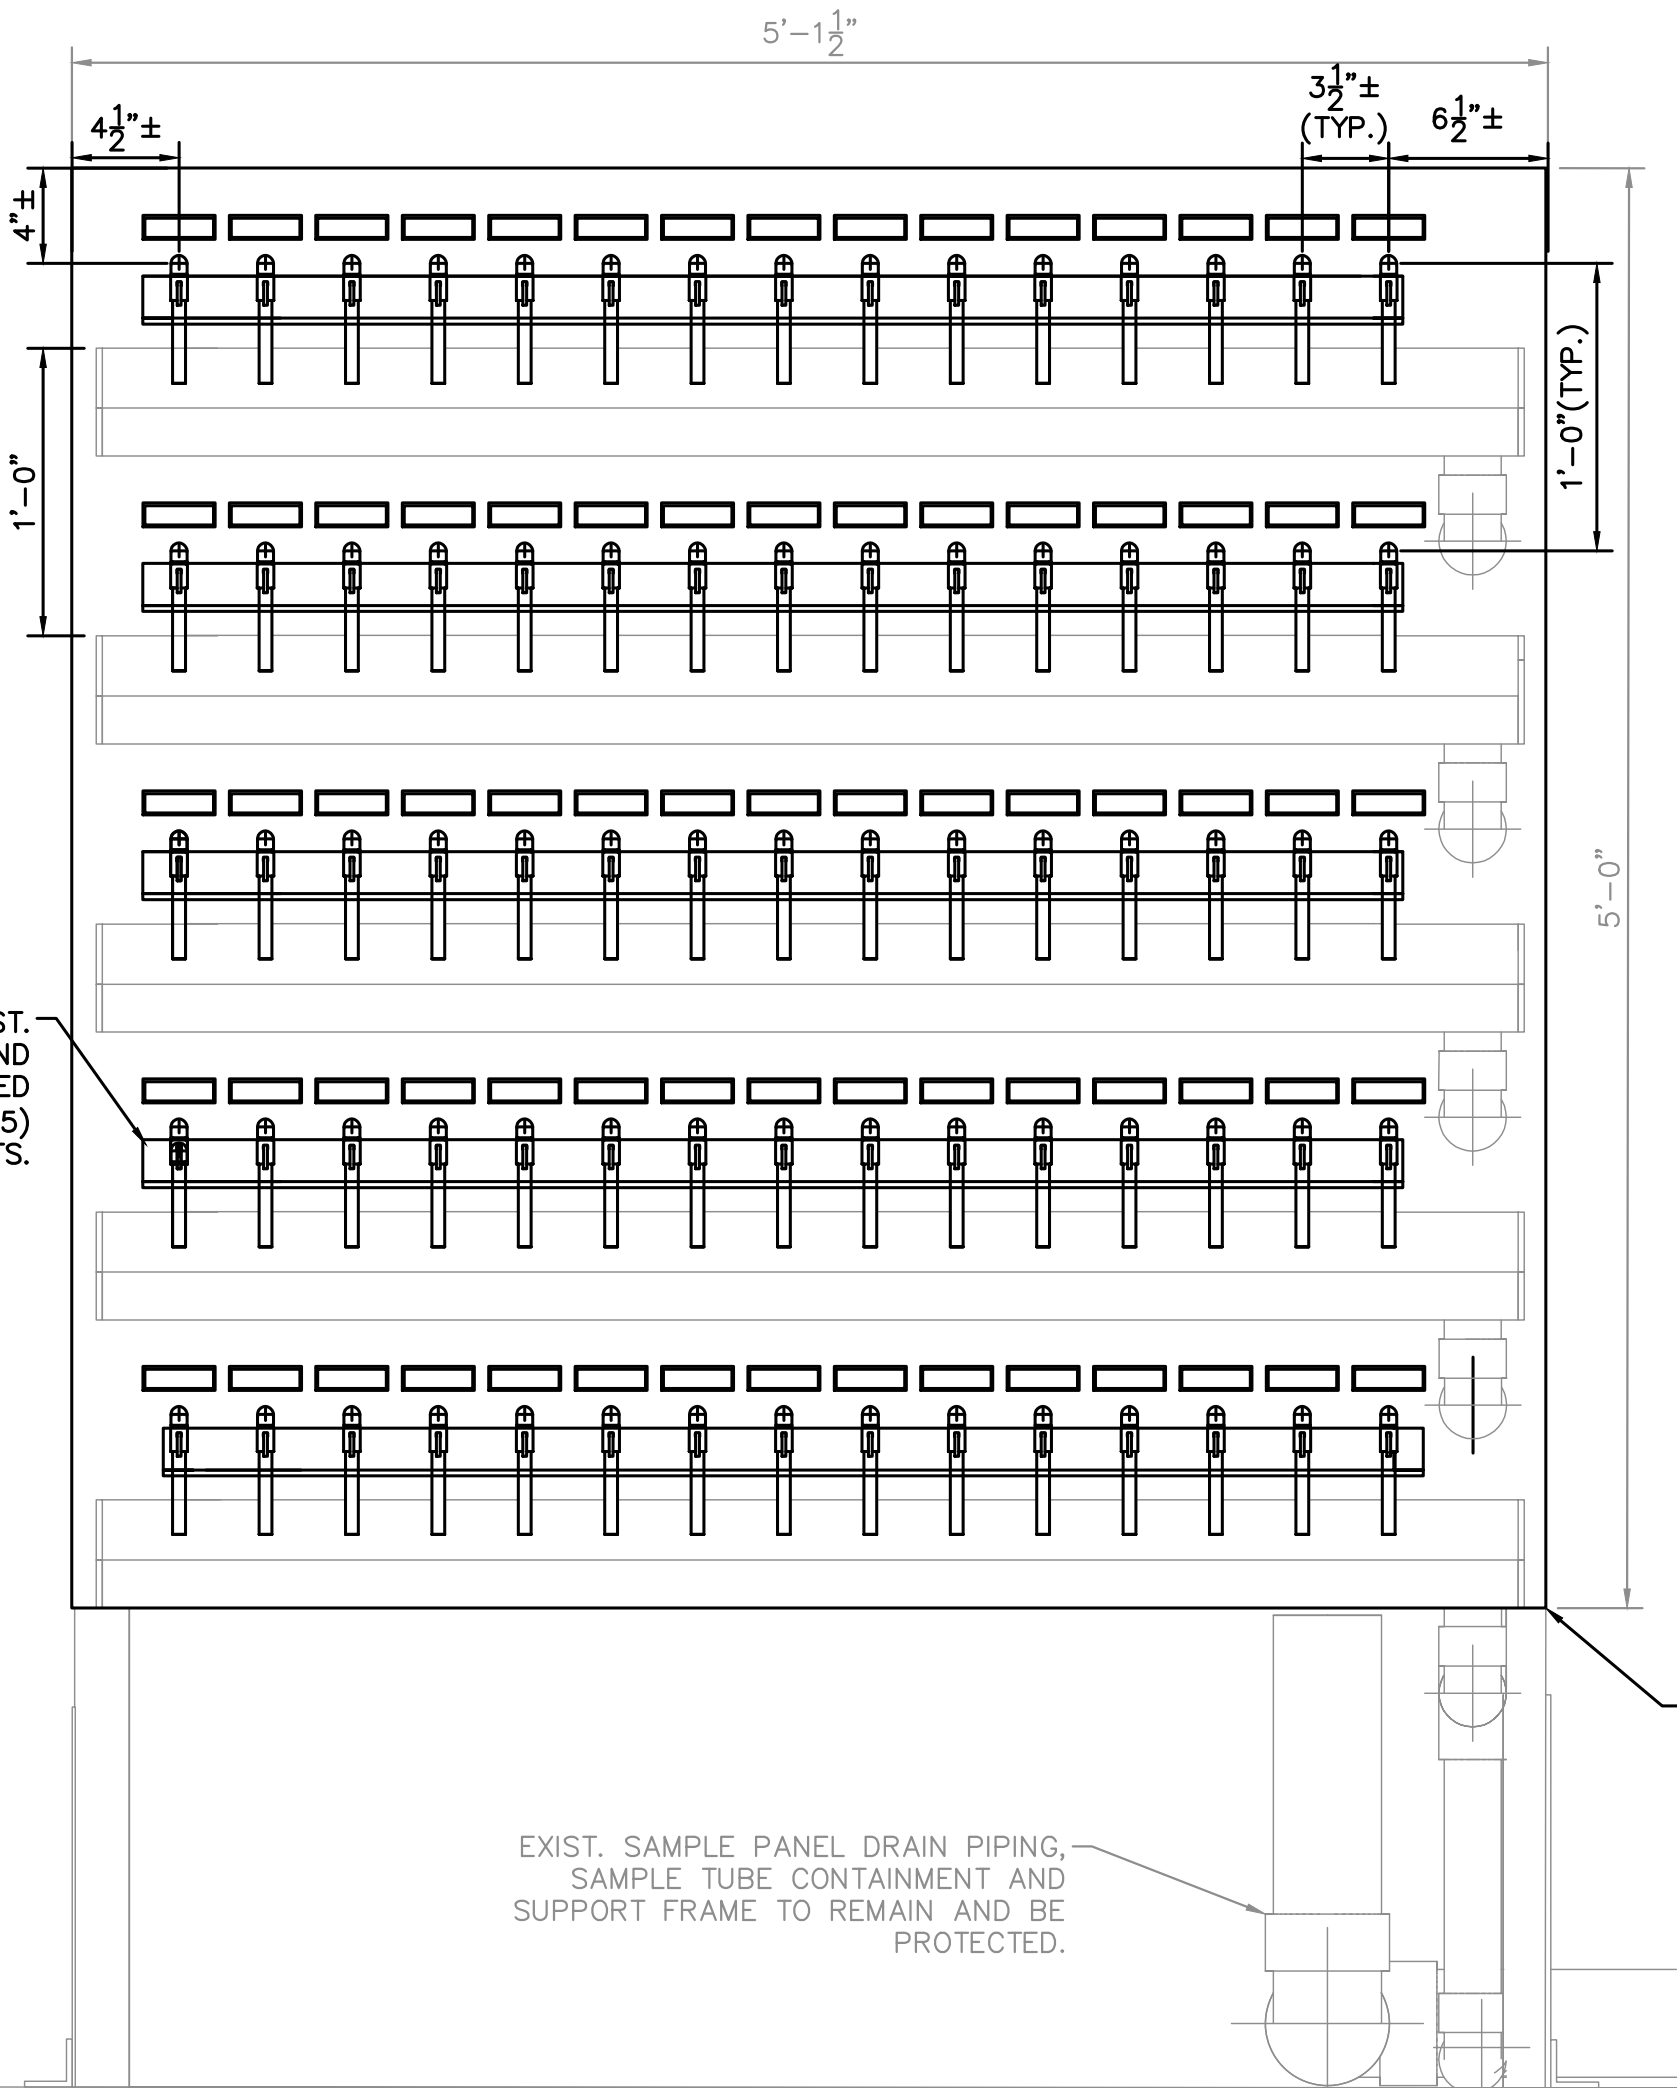 5'-1½"
4½"±
3½"±
(TYP.)
6½"±
4"±
1'-0"
1'-0"(TYP.)
5'-0"
ST.
ND
ED
5)
TS.
EXIST. SAMPLE PANEL DRAIN PIPING,
SAMPLE TUBE CONTAINMENT AND
SUPPORT FRAME TO REMAIN AND BE
PROTECTED.